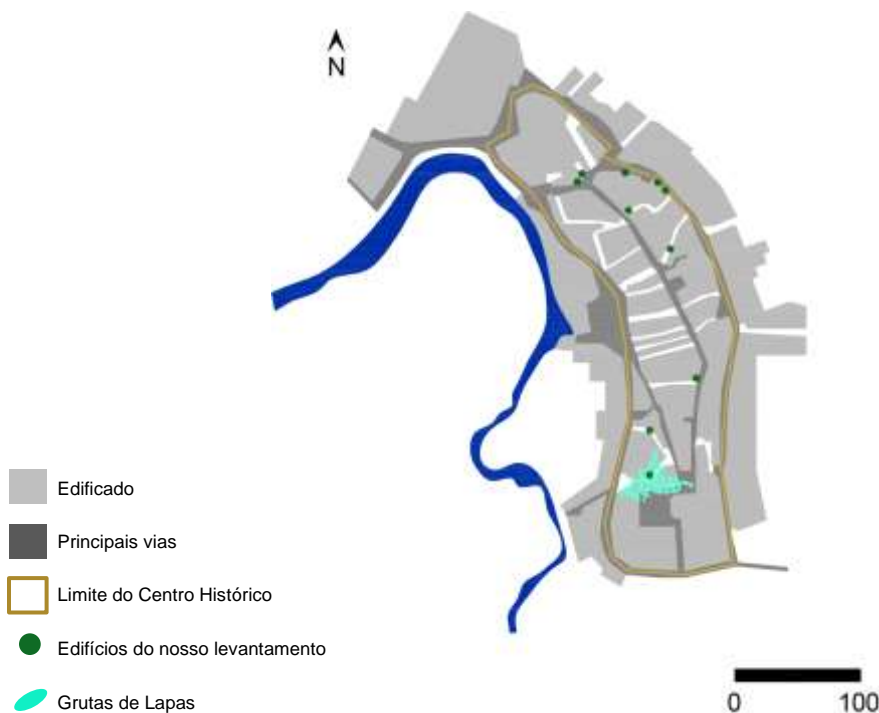 N
Edificado
Principais vias
Limite do Centro Histórico
Edifícios do nosso levantamento
Grutas de Lapas
0 100